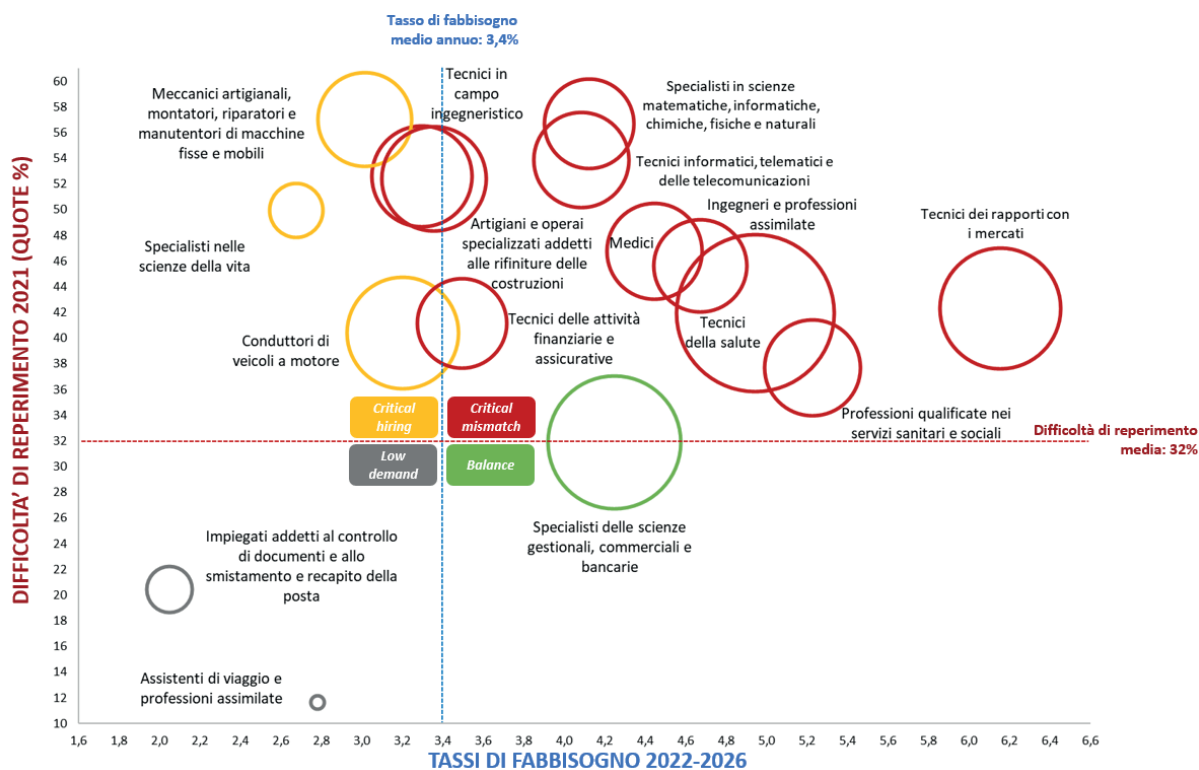 Tasso di fabbisogno
medio annuo: 3,4%
DIFFICOLTA’ DI REPERIMENTO 2021 (QUOTE %)
60
58
56
54
52
50
48
46
44
42
40
38
36
34
32
30
28
26
24
22
20
18
16
14
12
10
Meccanici artigianali,
montatori, riparatori e
manutentori di macchine
fisse e mobili
Tecnici in
campo
ingegneristico
Specialisti in scienze
matematiche, informatiche,
chimiche, fisiche e naturali
Tecnici informatici, telematici e
delle telecomunicazioni
Specialisti nelle
scienze della vita
Artigiani e operai
specializzati addetti
alle rifiniture delle
costruzioni
Medici
Ingegneri e professioni
assimilate
Tecnici dei rapporti con
i mercati
Conduttori di
veicoli a motore
Tecnici delle attività
finanziarie e
assicurative
Tecnici
della salute
Professioni qualificate nei
servizi sanitari e sociali
Critical
hiring
Critical
mismatch
Low
demand
Balance
Difficoltà di reperimento
media: 32%
Specialisti delle scienze
gestionali, commerciali e
bancarie
Impiegati addetti al controllo
di documenti e allo
smistamento e recapito della
posta
Assistenti di viaggio e
professioni assimilate
1,6
1,8
2,0
2,2
2,4
2,6
2,8
3,0
3,2
3,4
3,6
3,8
4,0
4,2
4,4
4,6
4,8
5,0
5,2
5,4
5,6
5,8
6,0
6,2
6,4
6,6
TASSI DI FABBISOGNO 2022-2026